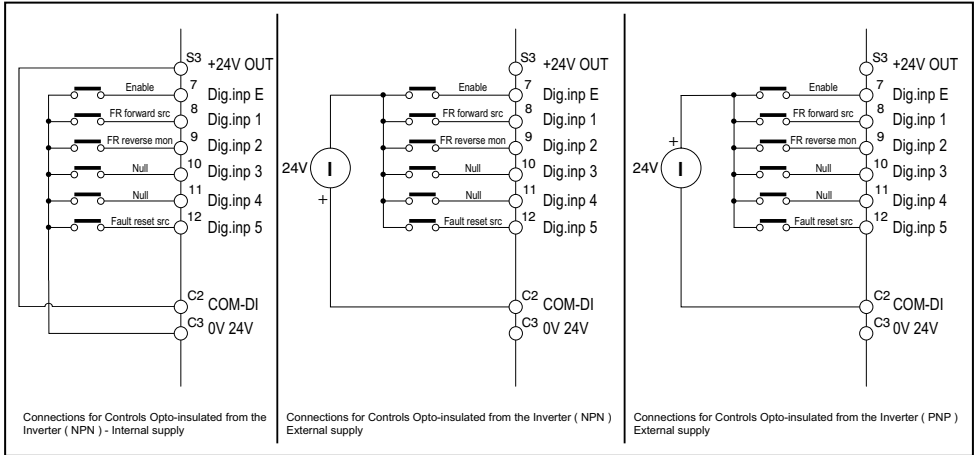 S3 +24V OUT
Enable 7 Dig.inp E
FR forward src 8 Dig.inp 1
FR reverse mon 9 Dig.inp 2
Null 10 Dig.inp 3
Null 11 Dig.inp 4
Fault reset src 12 Dig.inp 5
C2 COM-DI
C3 0V 24V
Connections for Controls Opto-insulated from the
Inverter ( NPN ) - Internal supply
S3 +24V OUT
Enable 7 Dig.inp E
FR forward src 8 Dig.inp 1
FR reverse mon 9 Dig.inp 2
24V I Null 10 Dig.inp 3
+
Null 11 Dig.inp 4
Fault reset src 12 Dig.inp 5
C2 COM-DI
C3 0V 24V
Connections for Controls Opto-insulated from the Inverter ( NPN )
External supply
S3 +24V OUT
Enable 7 Dig.inp E
FR forward src 8 Dig.inp 1
+
FR reverse mon 9 Dig.inp 2
24V I Null 10 Dig.inp 3
Null 11 Dig.inp 4
Fault reset src 12 Dig.inp 5
C2 COM-DI
C3 0V 24V
Connections for Controls Opto-insulated from the Inverter ( PNP )
External supply